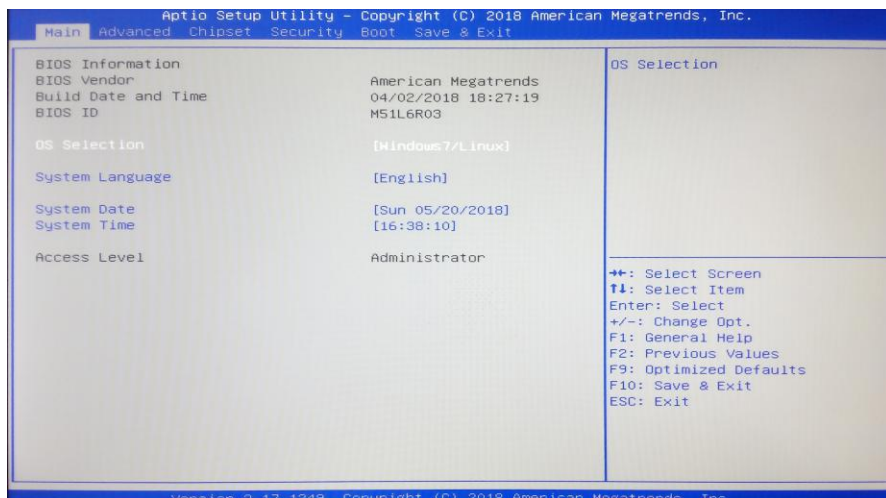 Aptio Setup Utility – Copyright (C) 2018 American Megatrends, Inc.
Main Advanced Chipset Security Boot Save & Exit
BIOS Information
BIOS Vendor American Megatrends
Build Date and Time 04/02/2018 18:27:19
BIOS ID M51L6R03
OS Selection [Windows7/Linux]
System Language [English]
System Date [Sun 05/20/2018]
System Time [16:38:10]
Access Level Administrator
OS Selection
→←: Select Screen
↑↓: Select Item
Enter: Select
+/-: Change Opt.
F1: General Help
F2: Previous Values
F9: Optimized Defaults
F10: Save & Exit
ESC: Exit
Version 2.17.1249. Copyright (C) 2018 American Megatrends, Inc.